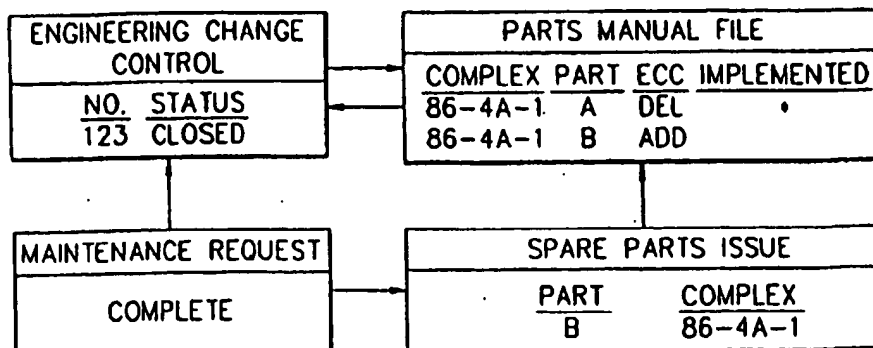 ENGINEERING CHANGE
CONTROL
NO. STATUS
123 CLOSED
PARTS MANUAL FILE
COMPLEX PART ECC IMPLEMENTED
86-4A-1 A DEL •
86-4A-1 B ADD
MAINTENANCE REQUEST
COMPLETE
SPARE PARTS ISSUE
PART COMPLEX
B 86-4A-1